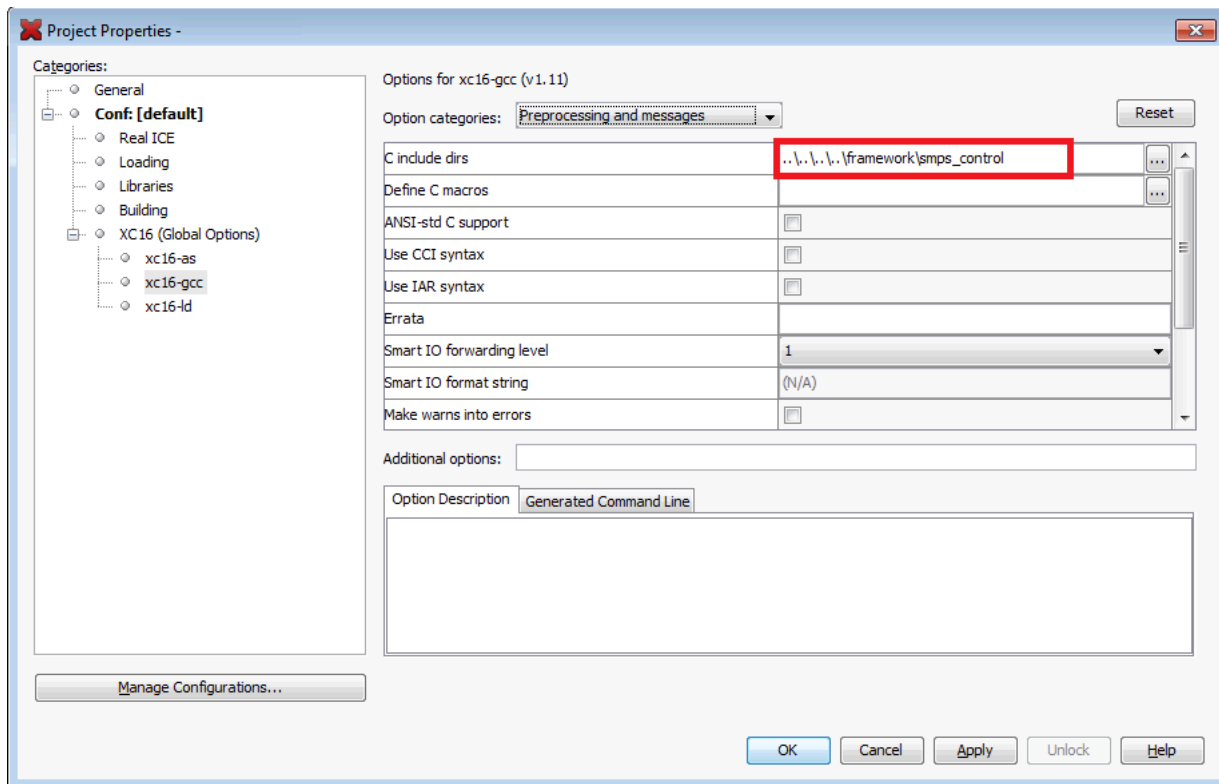 Project Properties -
Categories:
General
Conf: [default]
Real ICE
Loading
Libraries
Building
XC16 (Global Options)
xc16-as
xc16-gcc
xc16-ld
Manage Configurations...
Options for xc16-gcc (v1.11)
Option categories: Preprocessing and messages
Reset
C include dirs ..\..\..\..\framework\smps_control ...
Define C macros ...
ANSI-std C support
Use CCI syntax
Use IAR syntax
Errata
Smart IO forwarding level 1
Smart IO format string (N/A)
Make warns into errors
Additional options:
Option Description Generated Command Line
OK Cancel Apply Unlock Help